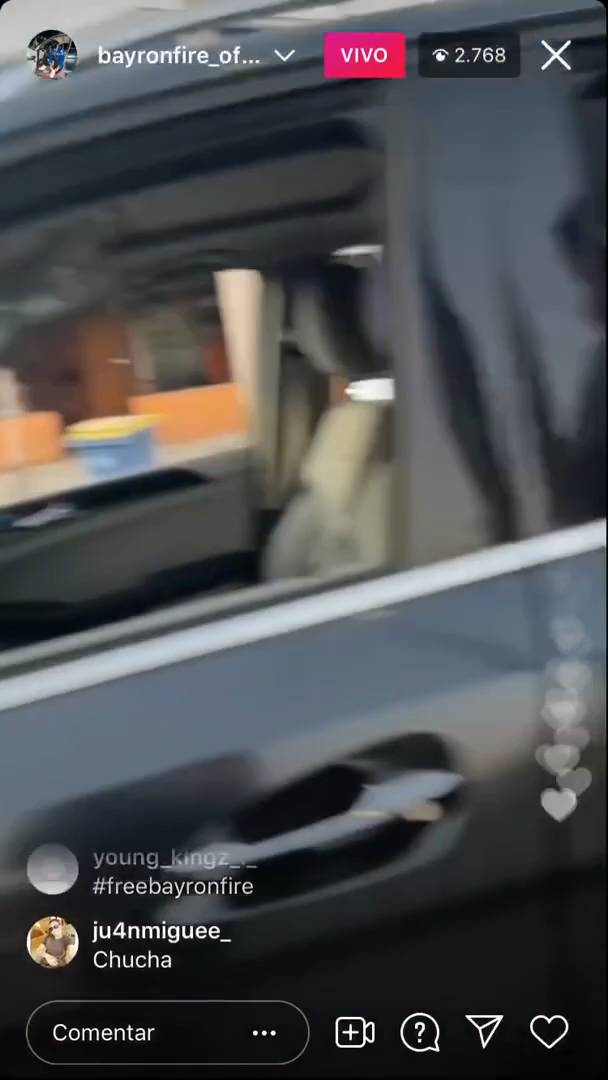 bayronfire_of...
VIVO
2.768
young_kingz_._
#freebayronfire
ju4nmiguee_
Chucha
Comentar